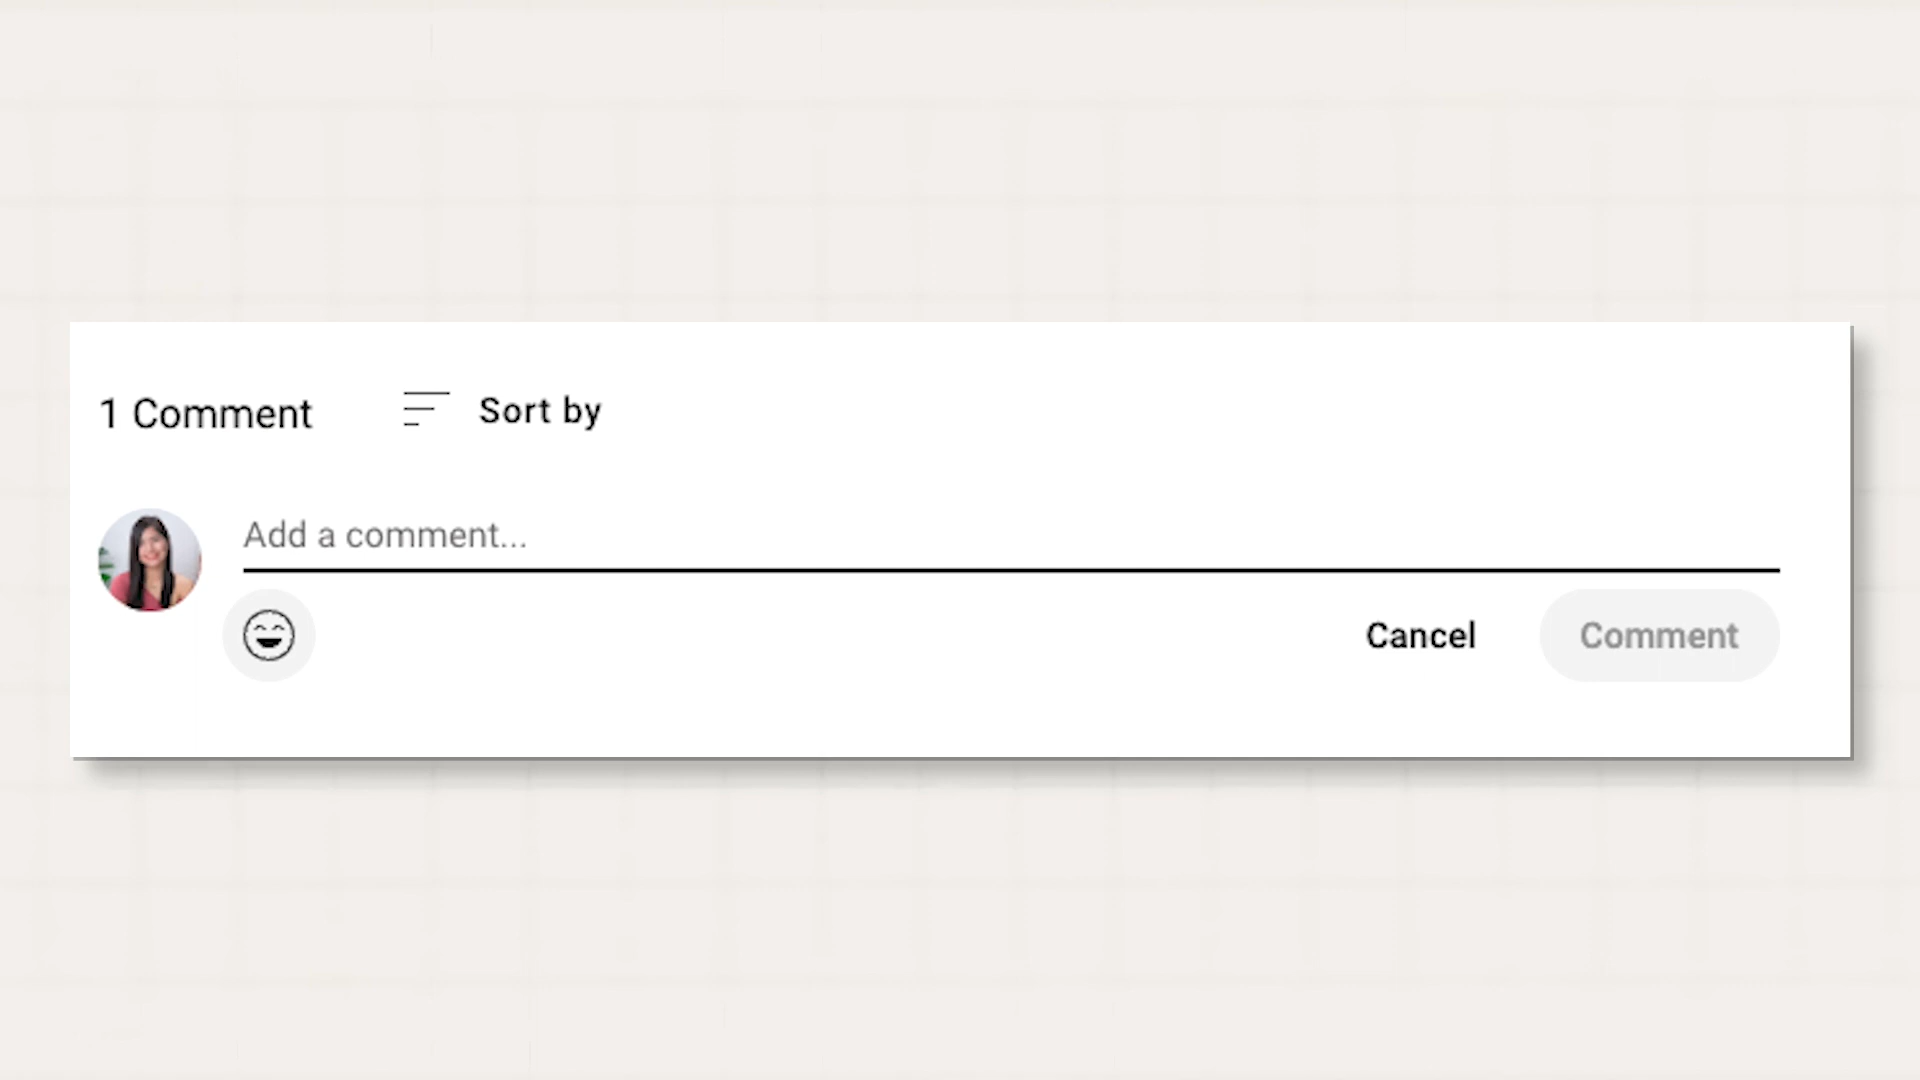 1 Comment
Sort by
Add a comment...
Cancel
Comment